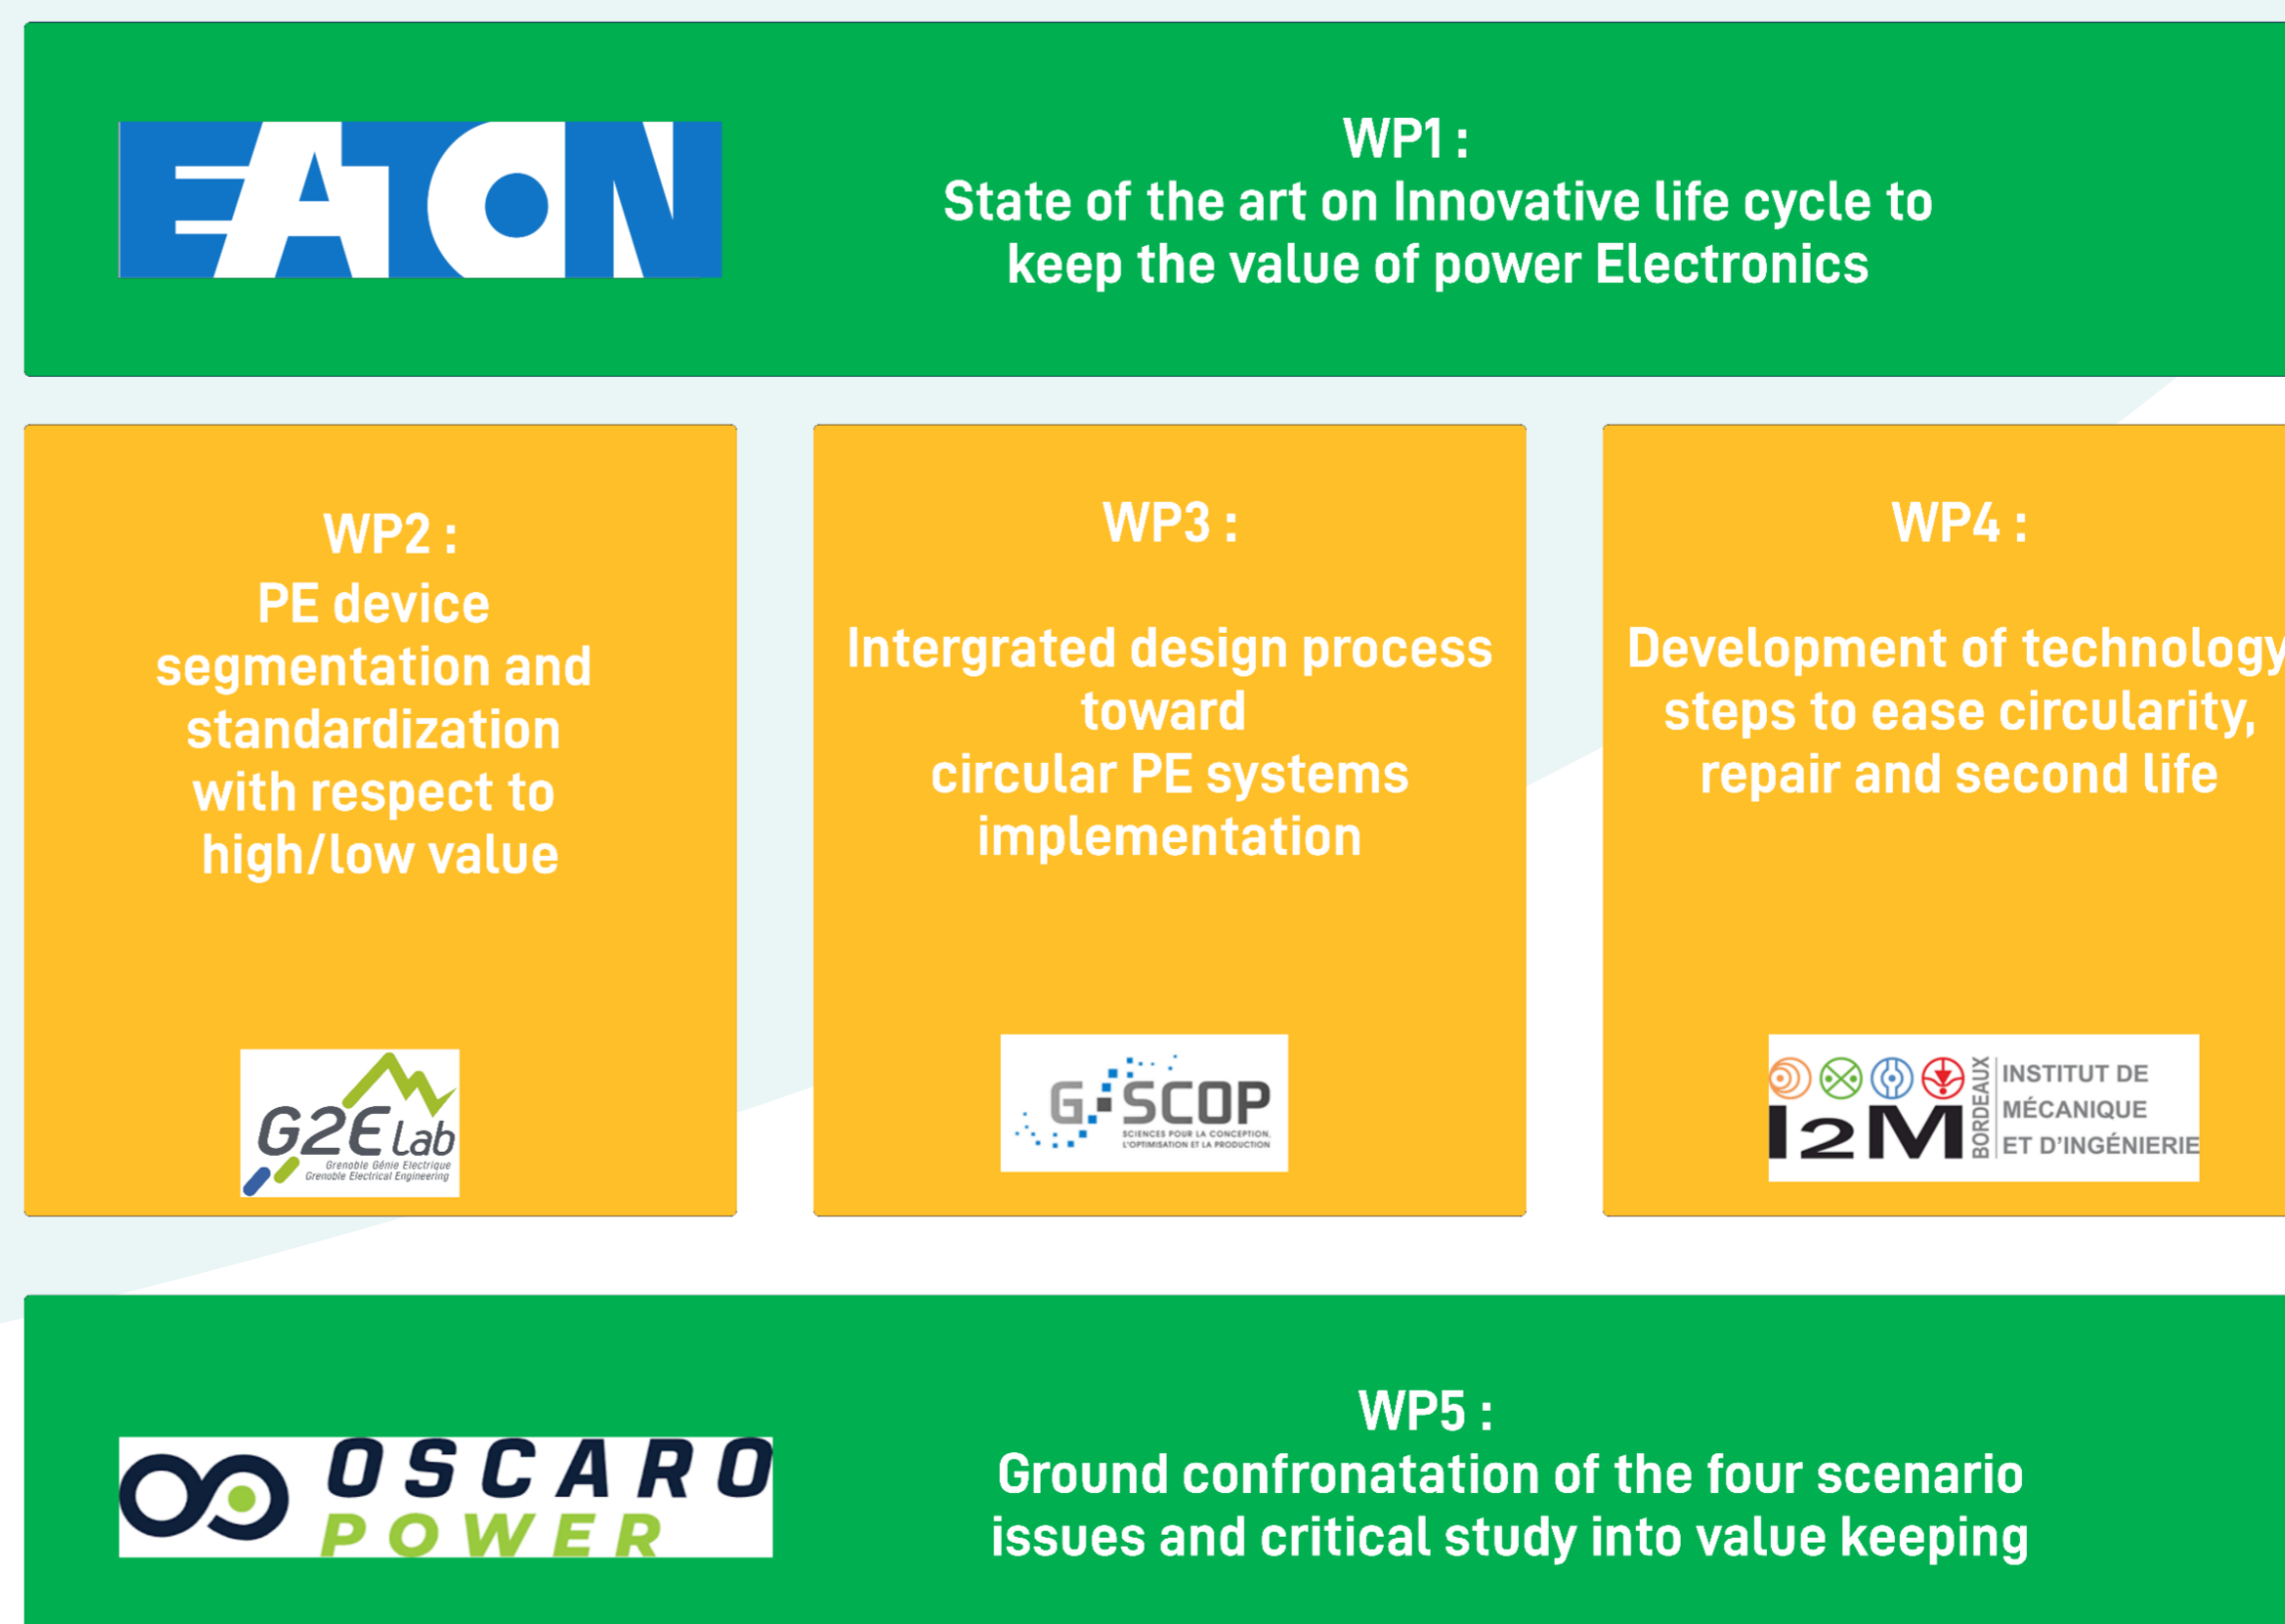 EATON
WP1 :
State of the art on Innovative life cycle to
keep the value of power Electronics
WP2 :
PE device
segmentation and
standardization
with respect to
high/low value
G2Elab
Grenoble Génie Electrique
Grenoble Electrical Engineering
WP3 :
Intergrated design process
toward
circular PE systems
implementation
G-SCOP
SCIENCES POUR LA CONCEPTION,
L'OPTIMISATION ET LA PRODUCTION
WP4 :
Development of technology
steps to ease circularity,
repair and second life
I2M
BORDEAUX
INSTITUT DE
MÉCANIQUE
ET D'INGÉNIERIE
OSCARO
POWER
WP5 :
Ground confronatation of the four scenario
issues and critical study into value keeping